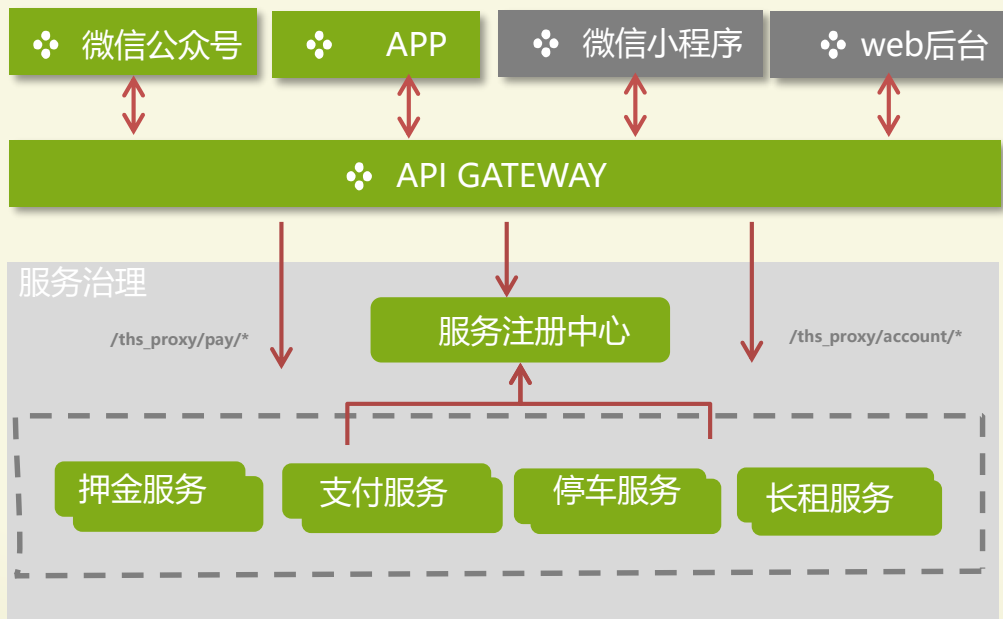 微信公众号
APP
微信小程序
web后台
API GATEWAY
服务治理
服务注册中心
/ths_proxy/pay/*
/ths_proxy/account/*
押金服务
支付服务
停车服务
长租服务